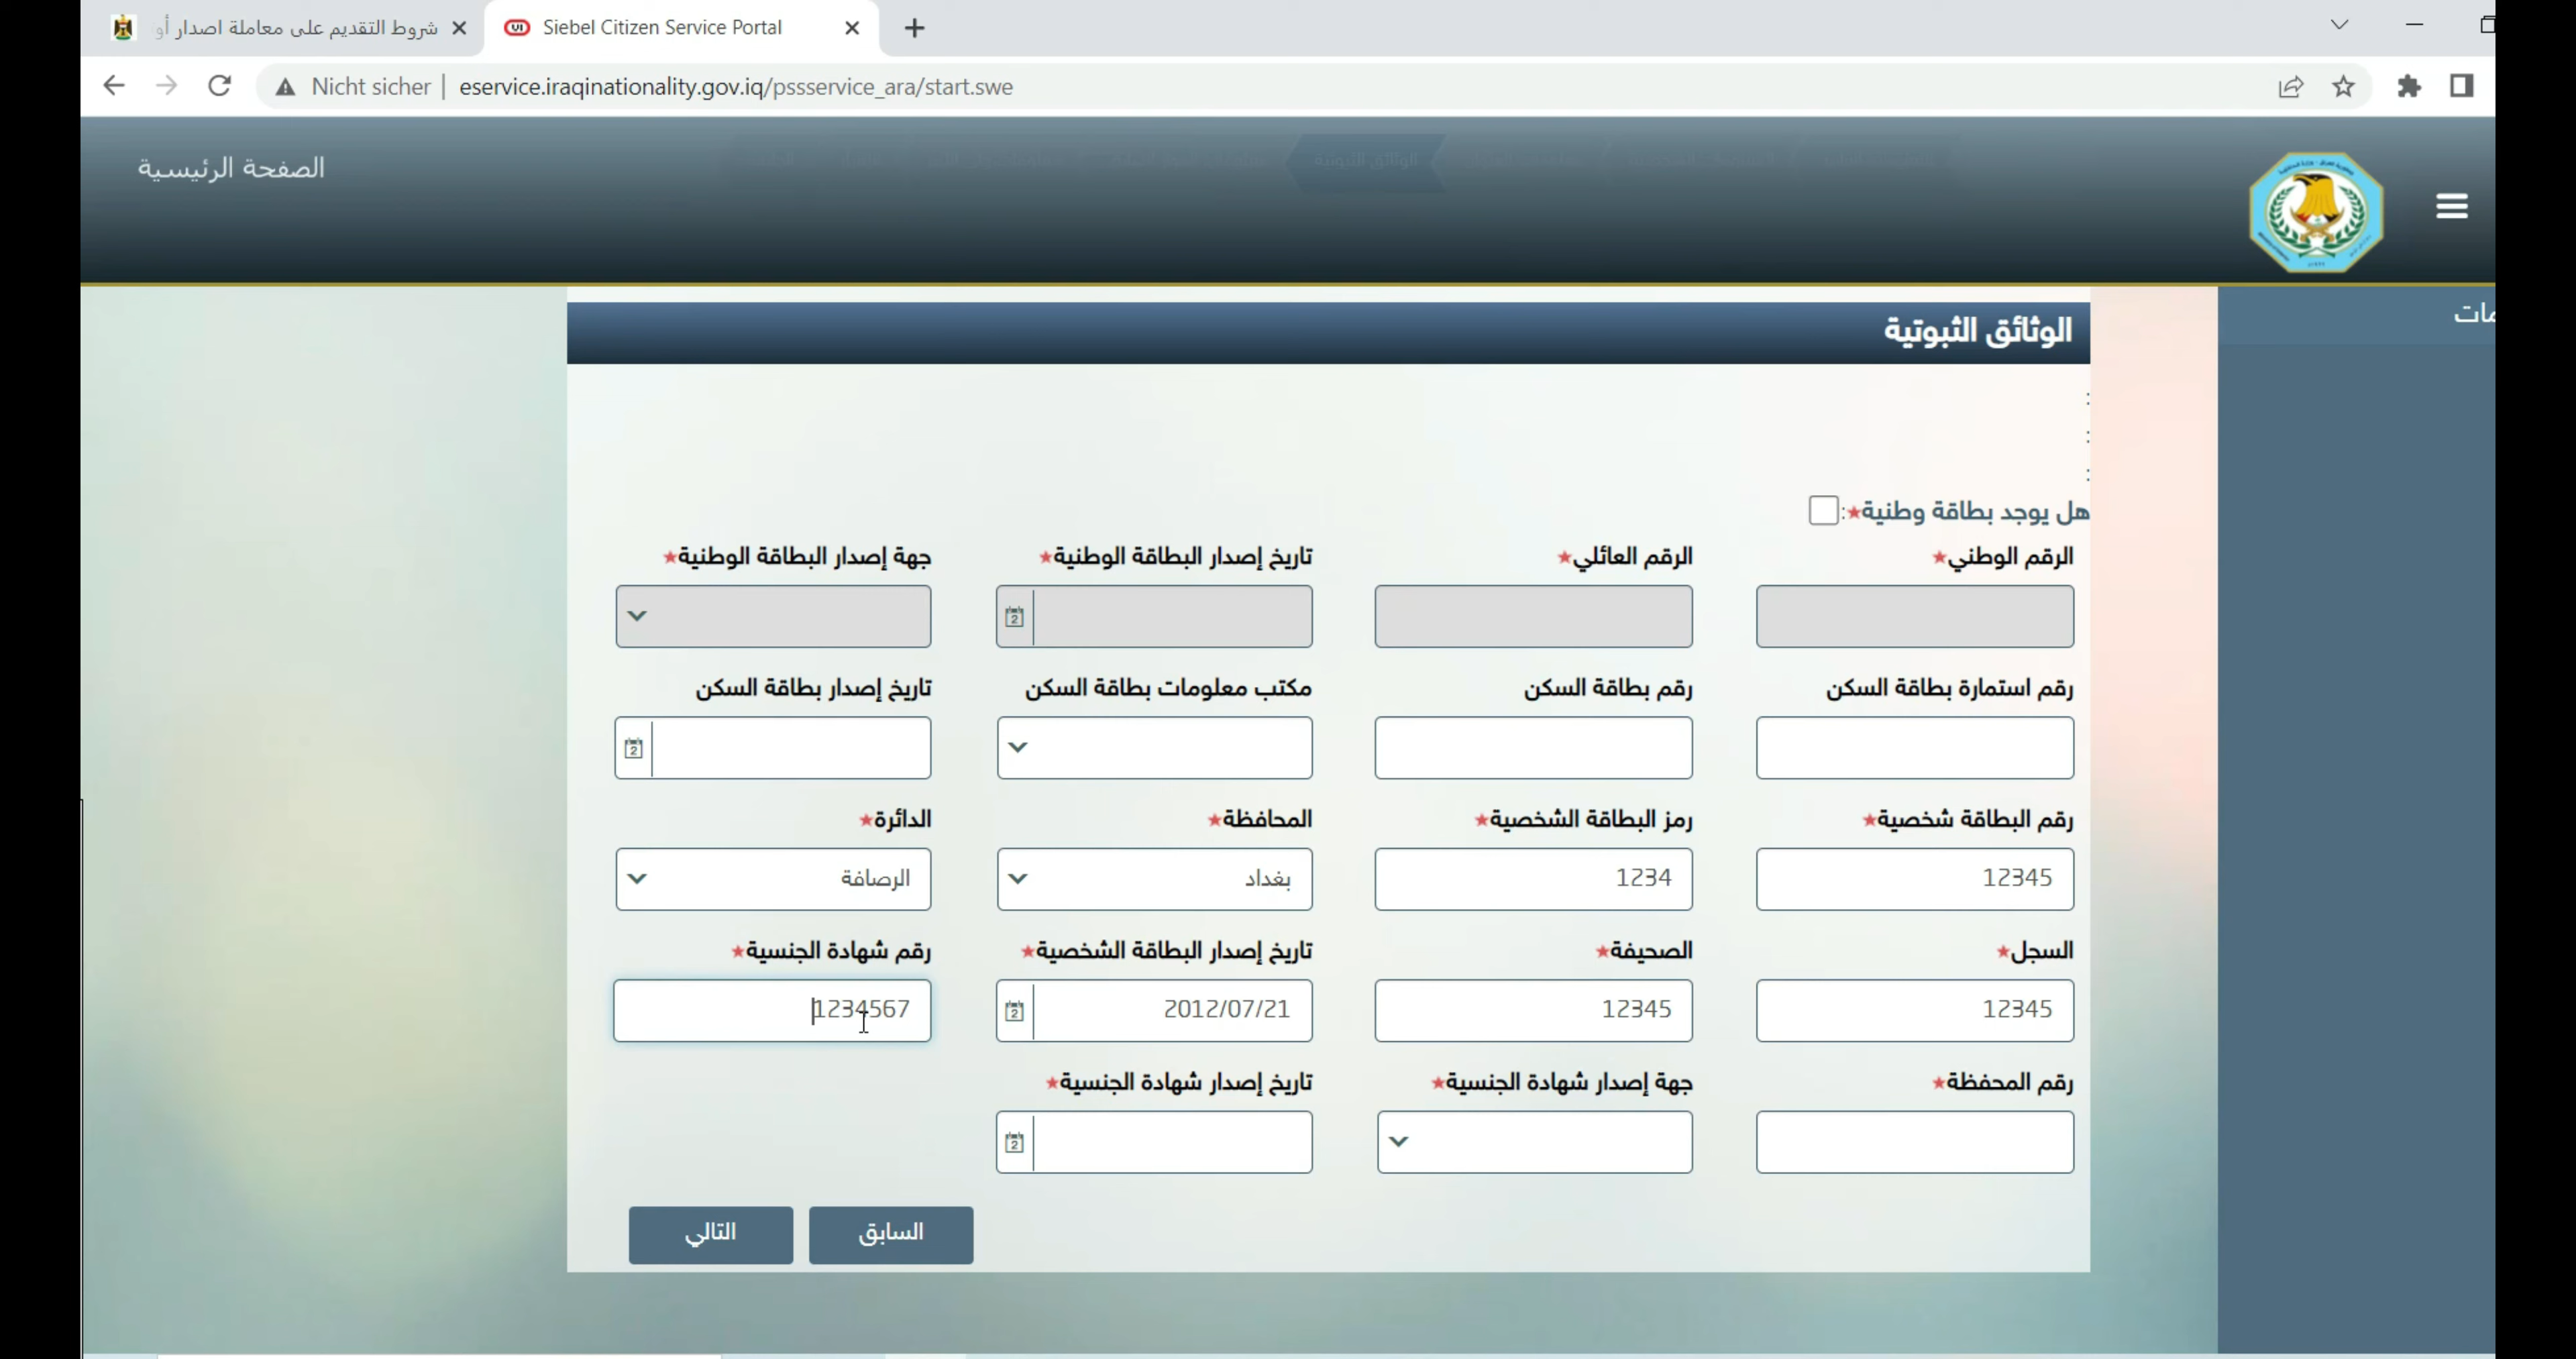 شروط التقديم على معاملة اصدار أو
Siebel Citizen Service Portal
Nicht sicher
eservice.iraqinationality.gov.iq/pssservice_ara/start.swe
الصفحة الرئيسية
الوثائق الثبوتية
مات
الوثائق الثبوتية
:
:
:
هل يوجد بطاقة وطنية*:
الرقم الوطني* الرقم العائلي* تاريخ إصدار البطاقة الوطنية* جهة إصدار البطاقة الوطنية*
رقم استمارة بطاقة السكن رقم بطاقة السكن مكتب معلومات بطاقة السكن تاريخ إصدار بطاقة السكن
رقم البطاقة شخصية* رمز البطاقة الشخصية* المحافظة* الدائرة*
12345 1234 بغداد الرصافة
السجل* الصحيفة* تاريخ إصدار البطاقة الشخصية* رقم شهادة الجنسية*
12345 12345 2012/07/21 1234567
رقم المحفظة* جهة إصدار شهادة الجنسية* تاريخ إصدار شهادة الجنسية*
السابق التالي